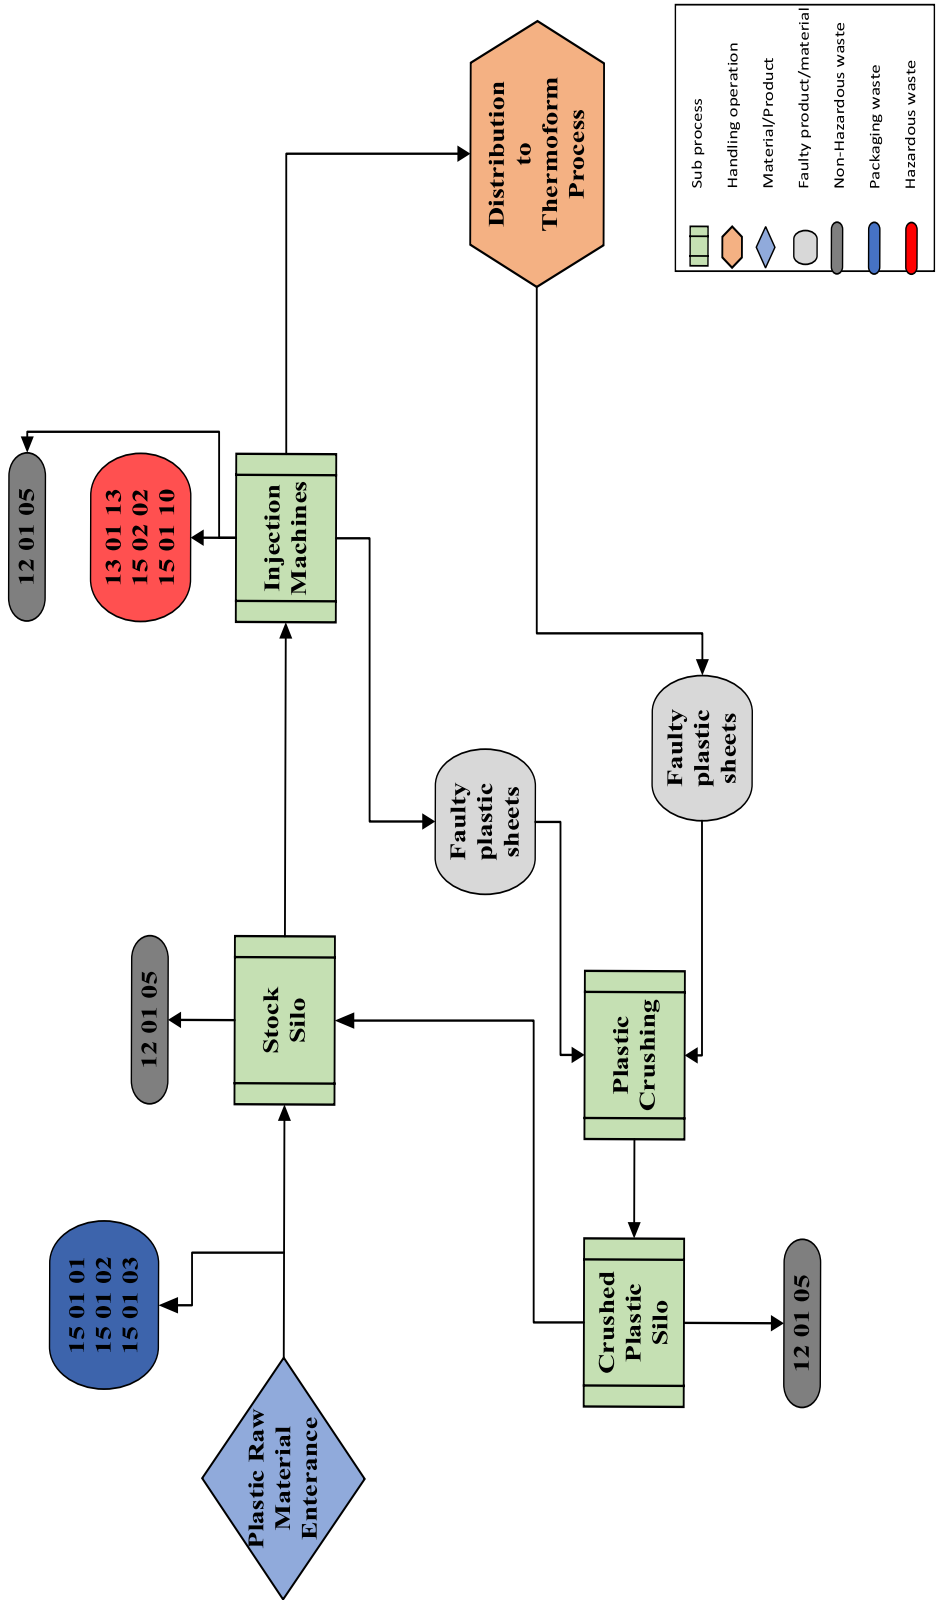 12 01 05
13 01 13
15 02 02
15 01 10
15 01 01
15 01 02
15 01 03
12 01 05
Plastic Raw
Material
Enterance
Stock
Silo
Injection
Machines
Distribution
to
Thermoform
Process
Faulty
plastic
sheets
Faulty
plastic
sheets
Crushed
Plastic
Silo
Plastic
Crushing
12 01 05
Sub process
Handling operation
Material/Product
Faulty product/material
Non-Hazardous waste
Packaging waste
Hazardous waste